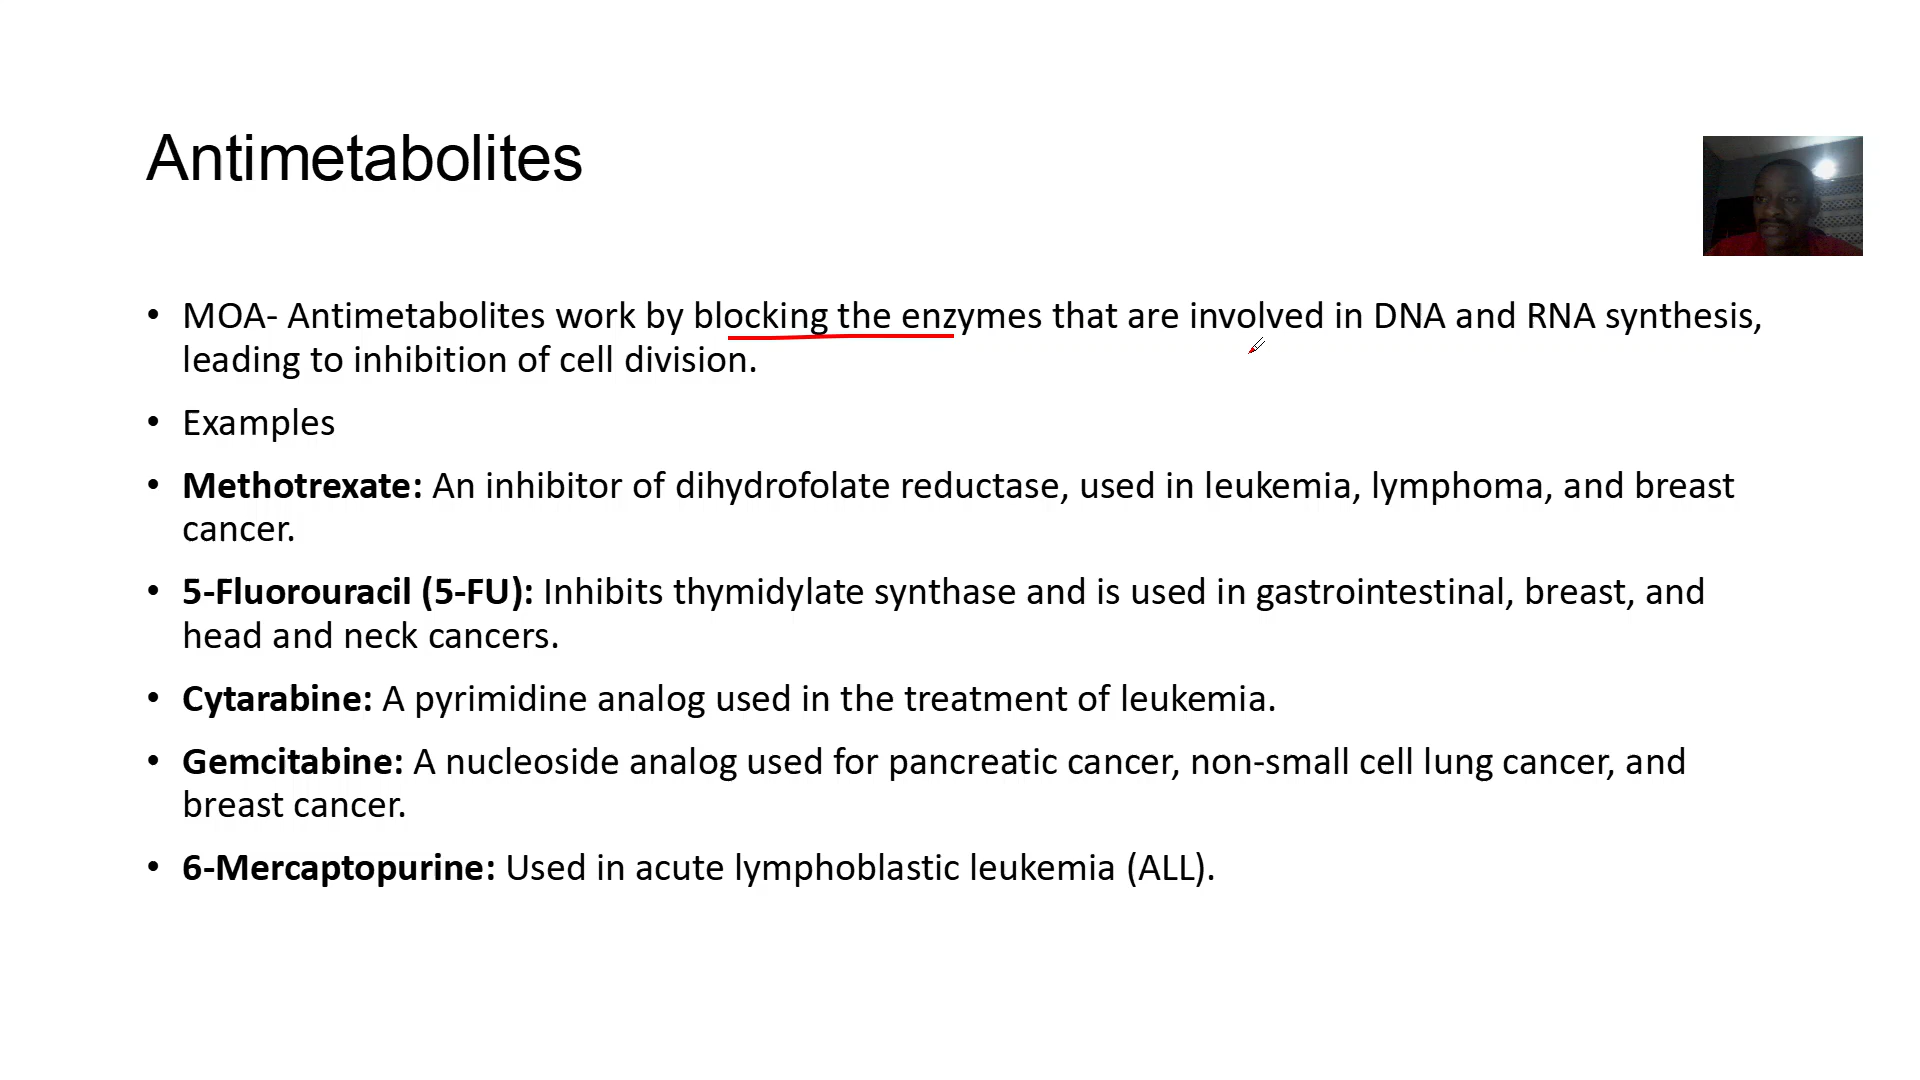 Antimetabolites
• MOA- Antimetabolites work by blocking the enzymes that are involved in DNA and RNA synthesis,
leading to inhibition of cell division.
• Examples
• Methotrexate: An inhibitor of dihydrofolate reductase, used in leukemia, lymphoma, and breast
cancer.
• 5-Fluorouracil (5-FU): Inhibits thymidylate synthase and is used in gastrointestinal, breast, and
head and neck cancers.
• Cytarabine: A pyrimidine analog used in the treatment of leukemia.
• Gemcitabine: A nucleoside analog used for pancreatic cancer, non-small cell lung cancer, and
breast cancer.
• 6-Mercaptopurine: Used in acute lymphoblastic leukemia (ALL).